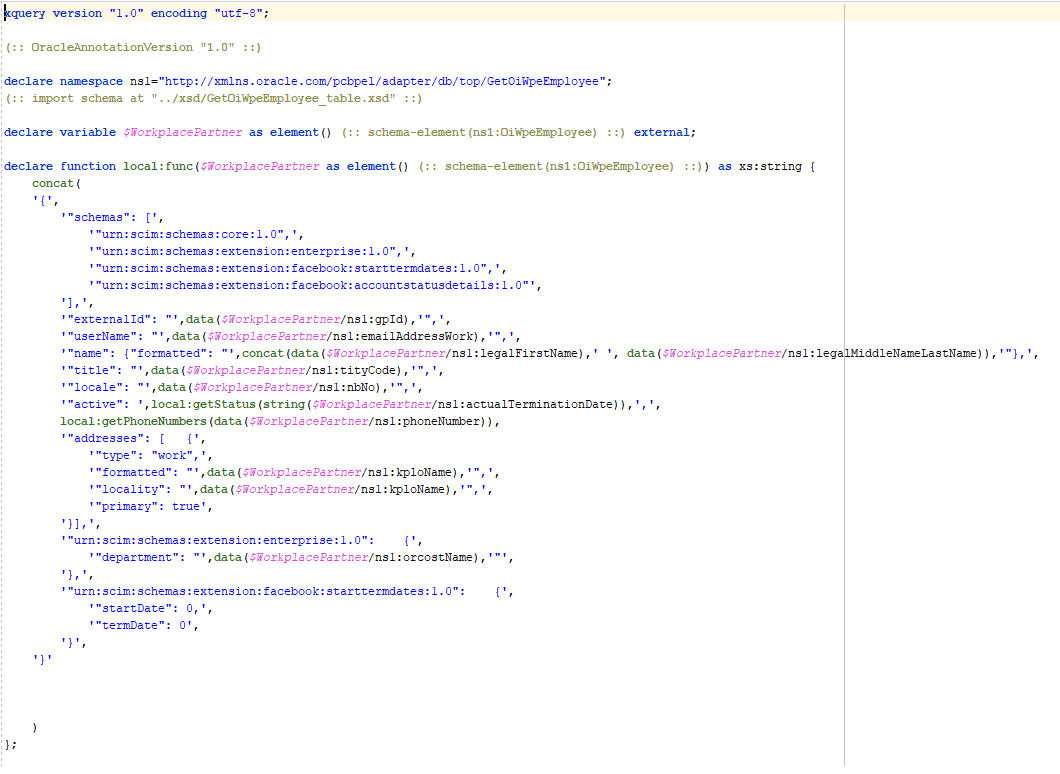 xquery version "1.0" encoding "utf-8";
(:: OracleAnnotationVersion "1.0" ::)
declare namespace ns1="http://xmlns.oracle.com/pcbpel/adapter/db/top/GetOiWpeEmployee";
(:: import schema at "../xsd/GetOiWpeEmployee_table.xsd" ::)
declare variable $WorkplacePartner as element() (:: schema-element(ns1:OiWpeEmployee) ::) external;
declare function local:func($WorkplacePartner as element() (:: schema-element(ns1:OiWpeEmployee) ::)) as xs:string {
concat(
'{',
'"schemas": [',
'"urn:scim:schemas:core:1.0",',
'"urn:scim:schemas:extension:enterprise:1.0",',
'"urn:scim:schemas:extension:facebook:starttermdates:1.0",',
'"urn:scim:schemas:extension:facebook:accountstatusdetails:1.0"',
'],',
'"externalId": "',data($WorkplacePartner/ns1:gpId),'",',
'"userName": "',data($WorkplacePartner/ns1:emailAddressWork),'",',
'"name": {"formatted": "',concat(data($WorkplacePartner/ns1:legalFirstName),' ', data($WorkplacePartner/ns1:legalMiddleNameLastName)),'"},',
'"title": "',data($WorkplacePartner/ns1:tityCode),'",',
'"locale": "',data($WorkplacePartner/ns1:nbNo),'",',
'"active": ',local:getStatus(string($WorkplacePartner/ns1:actualTerminationDate)),',',
local:getPhoneNumbers(data($WorkplacePartner/ns1:phoneNumber)),
'"addresses": [   {',
'"type": "work",',
'"formatted": "',data($WorkplacePartner/ns1:kploName),'",',
'"locality": "',data($WorkplacePartner/ns1:kploName),'",',
'"primary": true',
'}],',
'"urn:scim:schemas:extension:enterprise:1.0":    {',
'"department": "',data($WorkplacePartner/ns1:orcostName),'"',
'},',
'"urn:scim:schemas:extension:facebook:starttermdates:1.0":    {',
'"startDate": 0,',
'"termDate": 0',
'}',
'}'
)
};